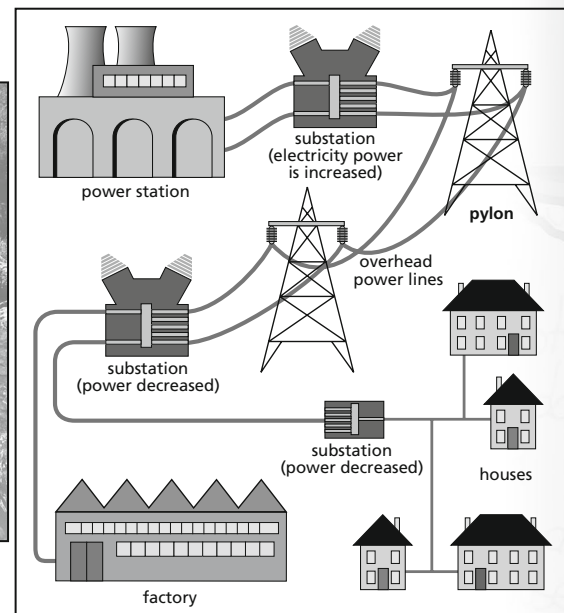 power station
substation
(electricity power
is increased)
pylon
overhead
power lines
substation
(power decreased)
substation
(power decreased)
houses
factory